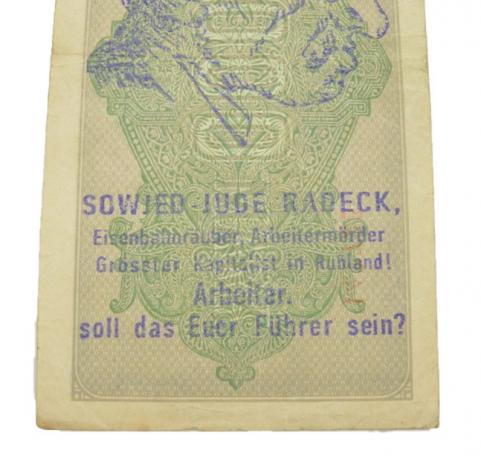 SOWJED-JUDE RADECK,
Eisenbahnräuber, Arbeitermörder
Grösster Kapitalist in Rußland!
Arbeiter.
soll das Euer Führer sein?